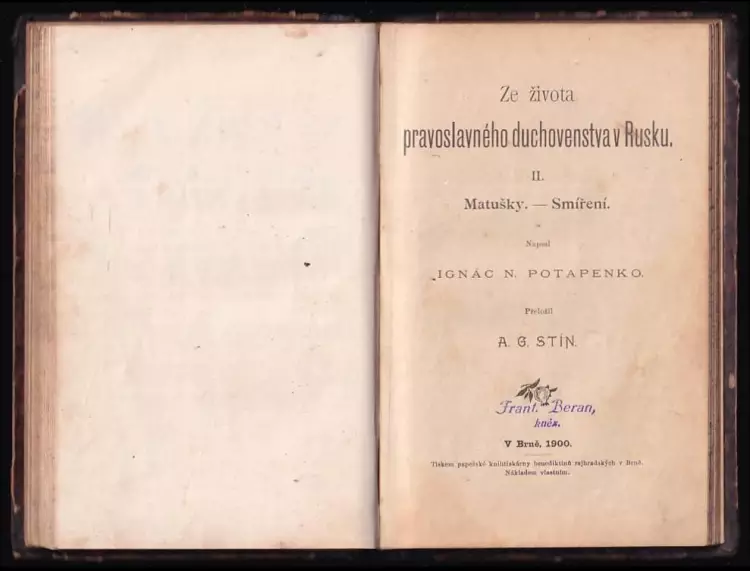 Ze života
pravoslavného duchovenstva v Rusku.
II.
Matušky. — Smíření.
Napsal
IGNÁC N. POTAPENKO.
Přeložil
A. G. STÍN.
Frant. Beran,
kněz.
V Brně, 1900.
Tiskem papežské knihtiskárny benediktinů rajhradských v Brně.
Nákladem vlastním.